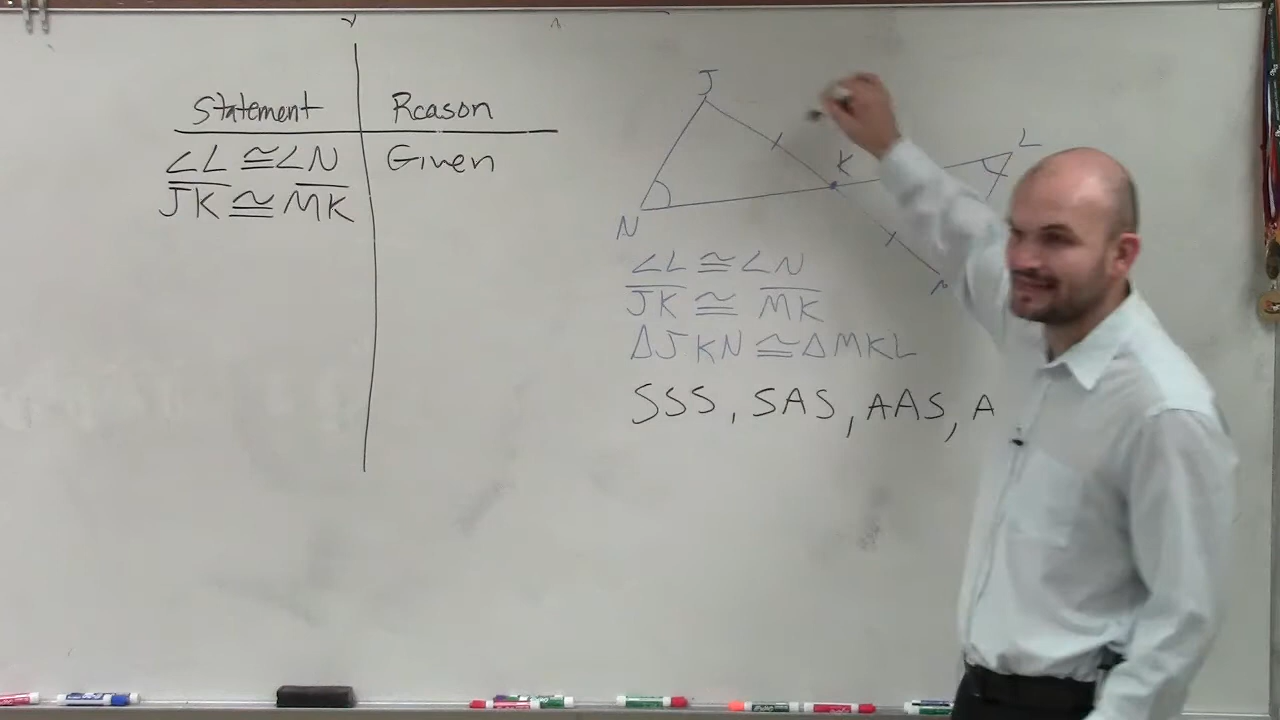 Statement Reason
∠L ≅ ∠N Given
JK ≅ MK
J
K
L
N
∠L ≅ ∠N
JK ≅ MK
ΔJKN ≅ ΔMKL
SSS, SAS, AAS, A